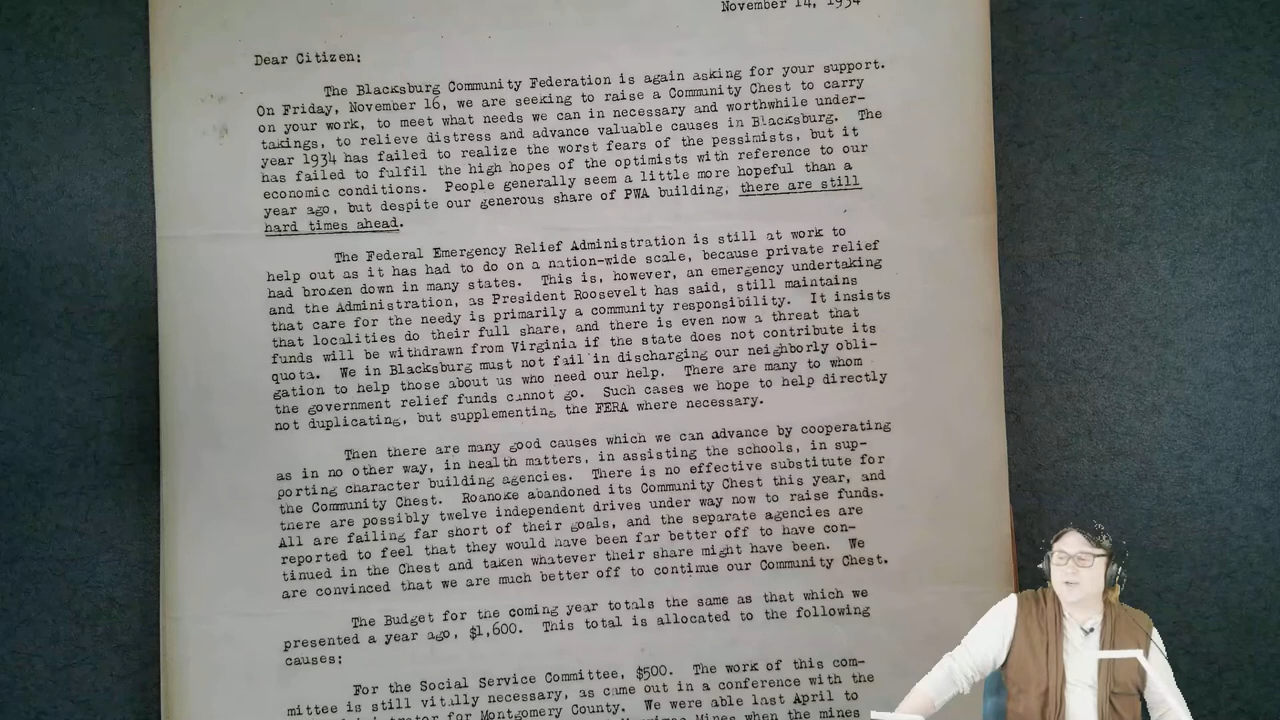 November 14, 1934
Dear Citizen:
The Blacksburg Community Federation is again asking for your support.
On Friday, November 16, we are seeking to raise a Community Chest to carry
on your work, to meet what needs we can in necessary and worthwhile under-
takings, to relieve distress and advance valuable causes in Blacksburg. The
year 1934 has failed to realize the worst fears of the pessimists, but it
has failed to fulfil the high hopes of the optimists with reference to our
economic conditions. People generally seem a little more hopeful than a
year ago, but despite our generous share of PWA building, there are still
hard times ahead.
The Federal Emergency Relief Administration is still at work to
help out as it has had to do on a nation-wide scale, because private relief
had broken down in many states. This is, however, an emergency undertaking
and the Administration, as President Roosevelt has said, still maintains
that care for the needy is primarily a community responsibility. It insists
that localities do their full share, and there is even now a threat that
funds will be withdrawn from Virginia if the state does not contribute its
quota. We in Blacksburg must not fail in discharging our neighborly obli-
gation to help those about us who need our help. There are many to whom
the government relief funds cannot go. Such cases we hope to help directly
not duplicating, but supplementing the FERA where necessary.
Then there are many good causes which we can advance by cooperating
as in no other way, in health matters, in assisting the schools, in sup-
porting character building agencies. There is no effective substitute for
the Community Chest. Roanoke abandoned its Community Chest this year, and
there are possibly twelve independent drives under way now to raise funds.
All are failing far short of their goals, and the separate agencies are
reported to feel that they would have been far better off to have con-
tinued in the Chest and taken whatever their share might have been. We
are convinced that we are much better off to continue our Community Chest.
The Budget for the coming year totals the same as that which we
presented a year ago, $1,600. This total is allocated to the following
causes:
For the Social Service Committee, $500. The work of this com-
mittee is still vitally necessary, as came out in a conference with the
for Montgomery County. We were able last April to
Mines when the mines